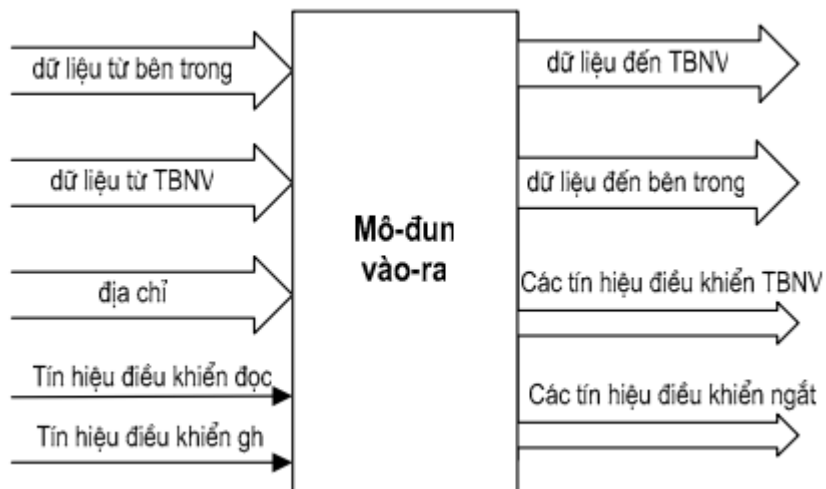 dữ liệu từ bên trong
dữ liệu từ TBNV
địa chỉ
Tín hiệu điều khiển đọc
Tín hiệu điều khiển gh
Mô-đun
vào-ra
dữ liệu đến TBNV
dữ liệu đến bên trong
Các tín hiệu điều khiển TBNV
Các tín hiệu điều khiển ngắt